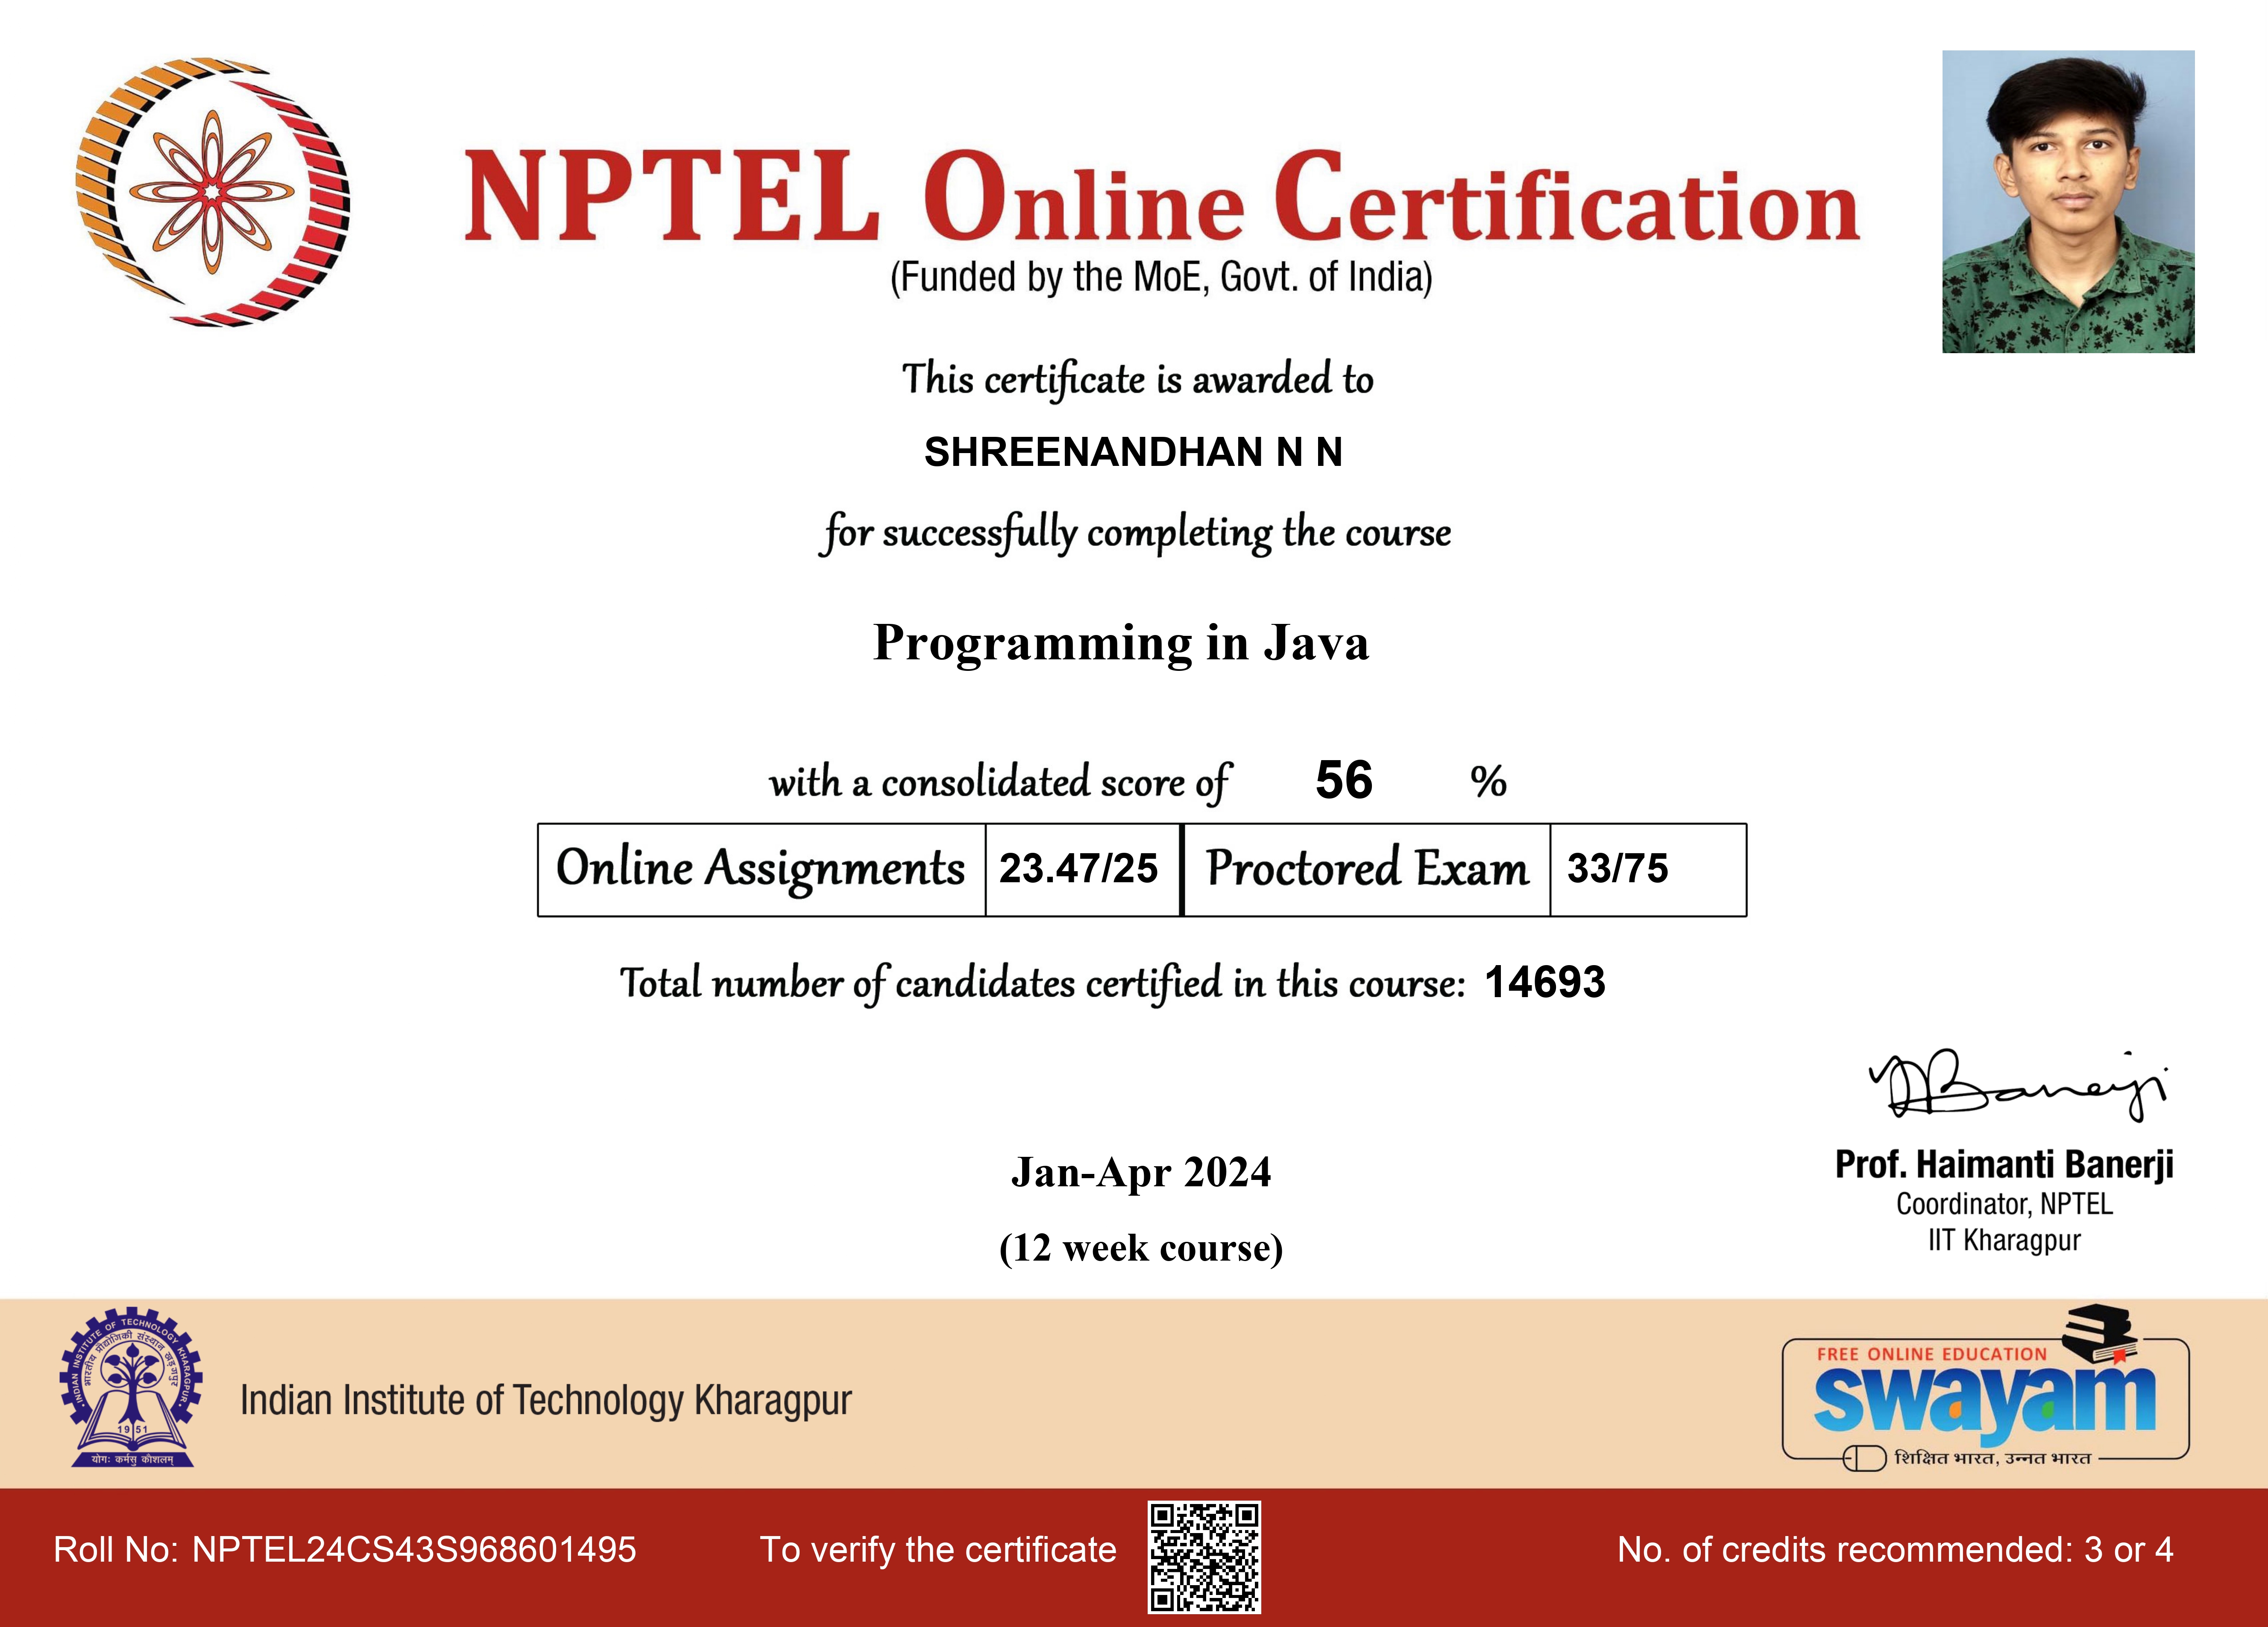 NPTEL Online Certification
(Funded by the MoE, Govt. of India)
This certificate is awarded to
SHREENANDHAN N N
for successfully completing the course
Programming in Java
with a consolidated score of 56 %
Online Assignments 23.47/25 Proctored Exam 33/75
Total number of candidates certified in this course: 14693
Banerji
Prof. Haimanti Banerji
Coordinator, NPTEL
IIT Kharagpur
Jan-Apr 2024
(12 week course)
INDIAN INSTITUTE OF TECHNOLOGY KHARAGPUR
भारतीय प्रौद्योगिकी संस्थान खड़गपुर
1951
योगः कर्मसु कौशलम्
Indian Institute of Technology Kharagpur
FREE ONLINE EDUCATION
swayam
शिक्षित भारत, उन्नत भारत
Roll No: NPTEL24CS43S968601495
To verify the certificate
No. of credits recommended: 3 or 4